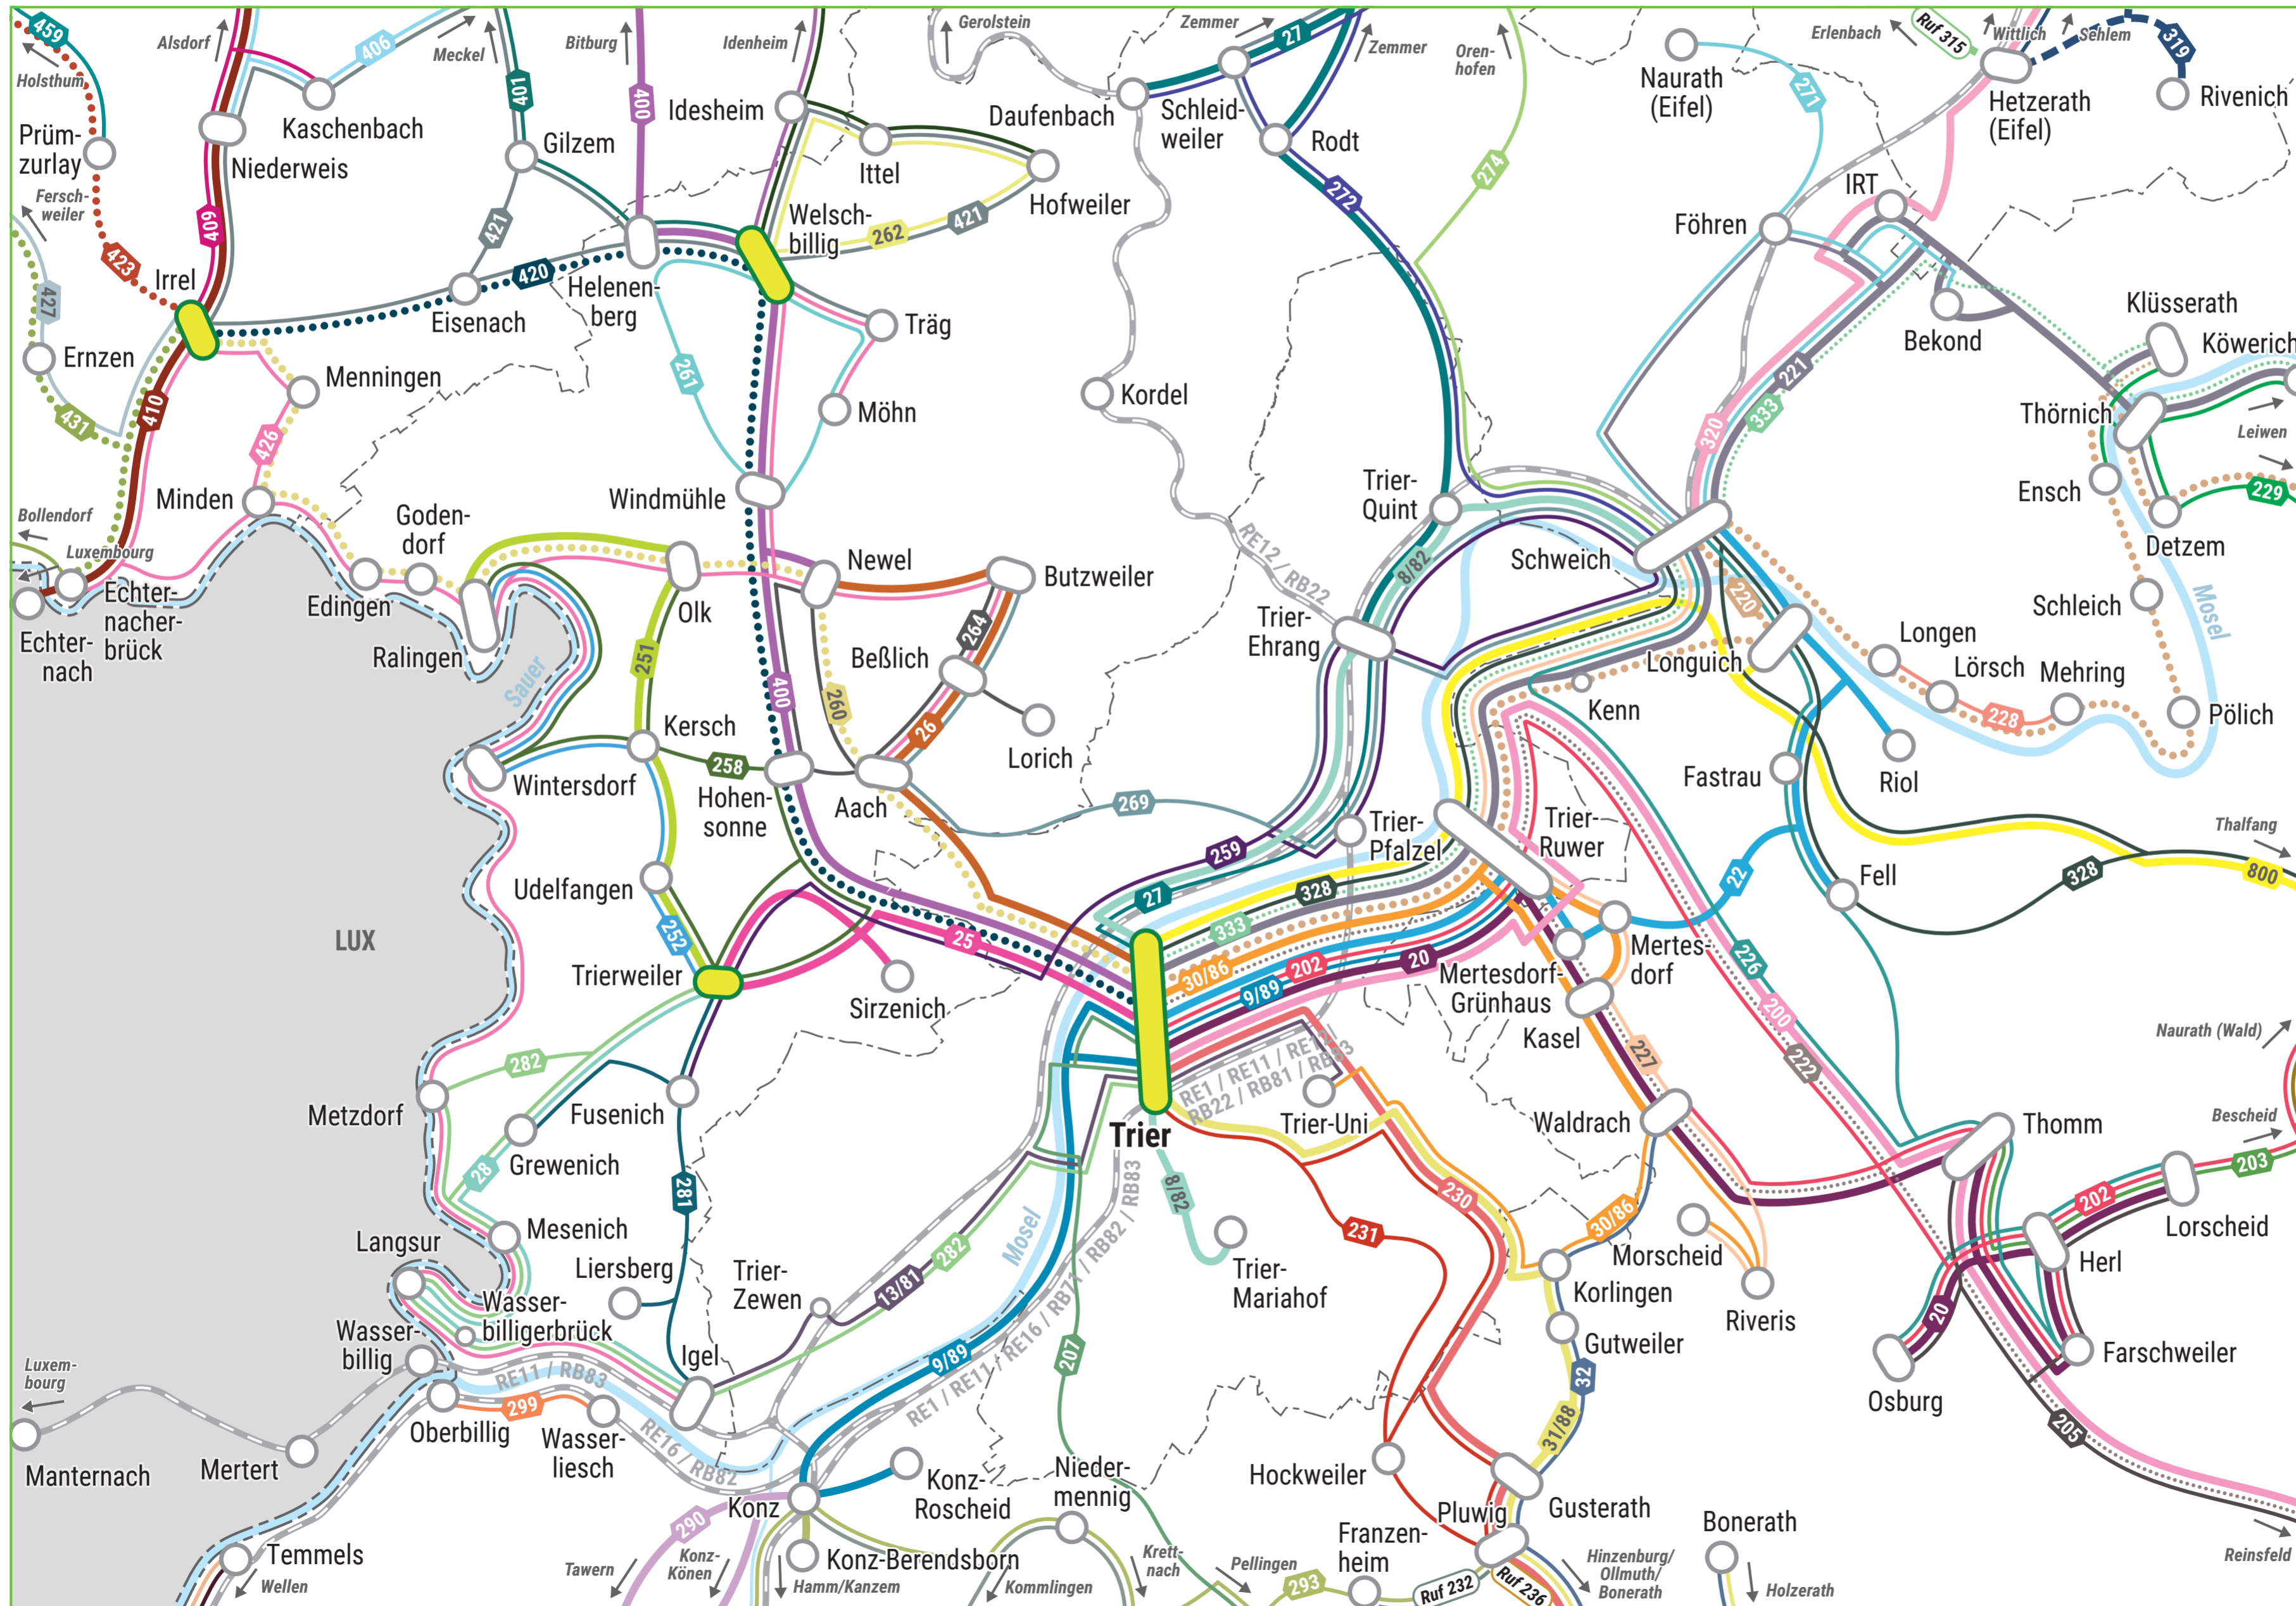 459
Holsthum
Alsdorf
406
Meckel
401
Bitburg
400
Idenheim
Gerolstein
Zemmer
27
Zemmer
Oren-
hofen
Erlenbach
Ruf 315
Wittlich
Sehlem
319
Prüm-
zurlay
Kaschenbach
Niederweis
Gilzem
Idesheim
Ittel
Hofweiler
Daufenbach
Schleid-
weiler
Rodt
Naurath
(Eifel)
271
Hetzerath
(Eifel)
Rivenich
Fersch-
weiler
409
423
421
262
421
Welsch-
billig
272
274
IRT
Föhren
Irrel
427
420
Eisenach
Helenen-
berg
Träg
Bekond
Klüsserath
Köwerich
Ernzen
431
410
Menningen
426
261
Möhn
Kordel
221
333
320
Thörnich
Leiwen
Minden
Goden-
dorf
Windmühle
Trier-
Quint
Schweich
Ensch
229
Detzem
Bollendorf
Luxembourg
Echter-
nacher-
brück
Echter-
nach
Edingen
Ralingen
Olk
Newel
Butzweiler
RE12 / RB22
8/82
220
Schleich
Mosel
Sauer
251
Beßlich
264
Trier-
Ehrang
Longuich
Longen
Lörsch
Mehring
228
Pölich
Kersch
400
260
26
Lorich
Kenn
Riol
Wintersdorf
258
Hohen-
sonne
Aach
269
Fastrau
Trier-
Pfalzel
Trier-
Ruwer
Thalfang
800
Udelfangen
259
27
328
333
22
Fell
328
LUX
252
25
Trierweiler
Sirzenich
30/86
202
9/89
20
Mertesdorf-
Grünhaus
Mertes-
dorf
226
Kasel
200
222
227
Naurath (Wald)
282
Metzdorf
Fusenich
RB22 / RB81 / RB83
Trier
Trier-Uni
Waldrach
Thomm
Bescheid
203
Grewenich
28
281
8/82
230
Mesenich
Langsur
Liersberg
Trier-
Zewen
13/81
282
Mosel
RE1 / RE11 / RE16 / RB71 / RB82 / RB83
Trier-
Mariahof
231
30/86
Morscheid
Riveris
202
Lorscheid
Herl
Wasser-
billigerbrück
Wasser-
billig
Korlingen
Gutweiler
20
Osburg
Farschweiler
Luxem-
bourg
RE11 / RB83
Igel
9/89
207
32
31/88
Oberbillig
299
Wasser-
liesch
RE16 / RB82
Manternach
Mertert
Konz
Konz-
Roscheid
Nieder-
mennig
Hockweiler
Pluwig
Gusterath
205
290
Franzen-
heim
Bonerath
Temmels
Wellen
Tawern
Konz-
Könen
Konz-Berendsborn
Hamm/Kanzem
Kommlingen
Krett-
nach
Pellingen
293
Ruf 232
Ruf 236
Hinzenburg/
Ollmuth/
Bonerath
Holzerath
Reinsfeld